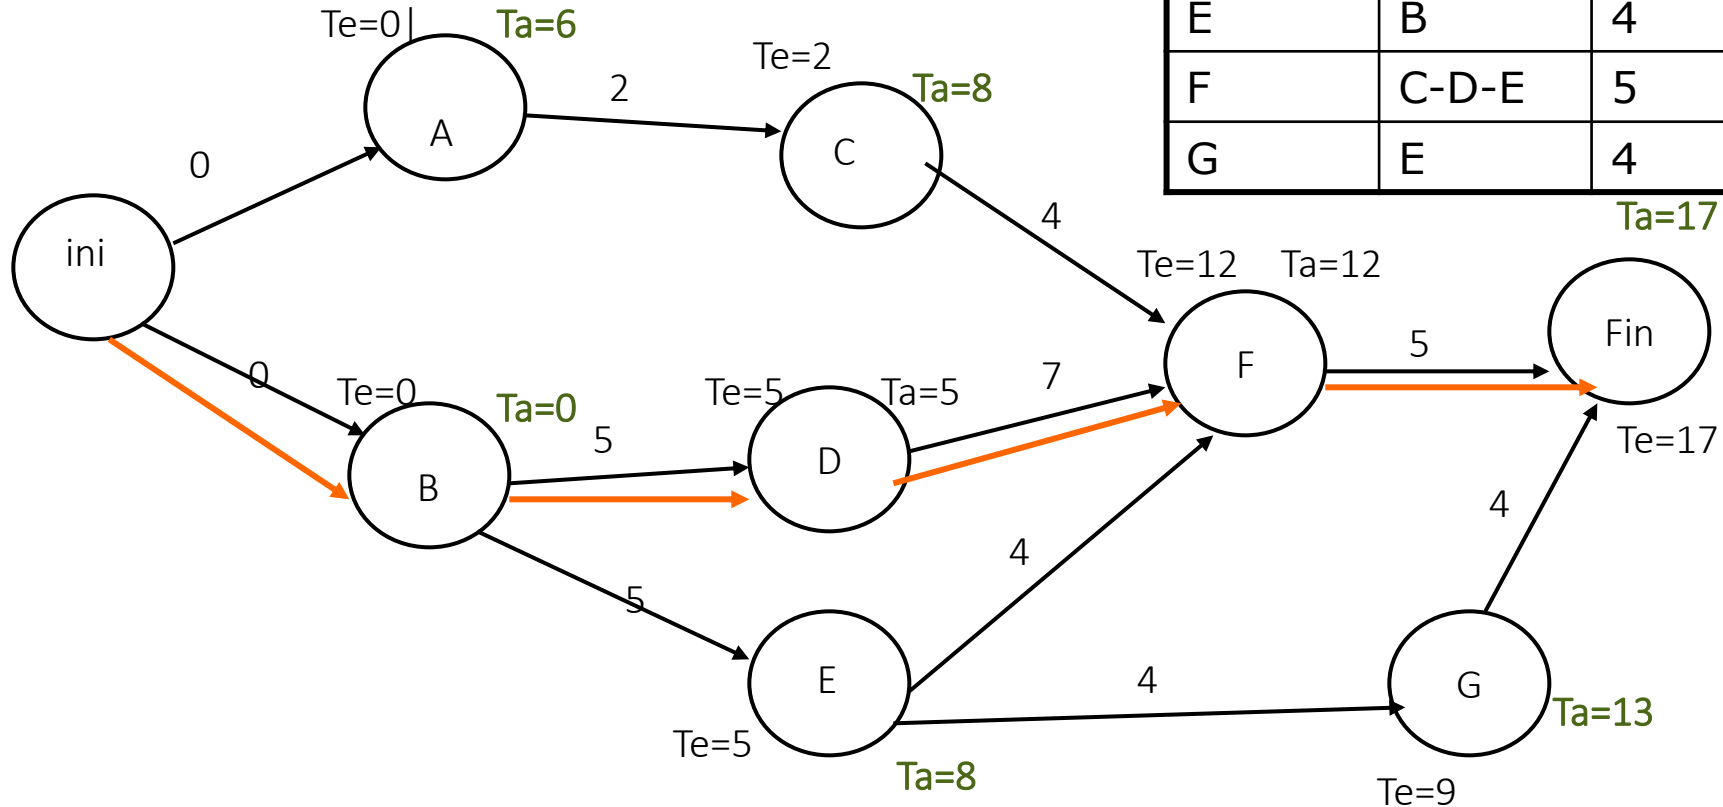 Te=0|
Ta=6
E B 4
Te=2
Ta=8
2
F C-D-E 5
A
C
0
G E 4
Ta=17
4
ini
Te=12 Ta=12
Fin
5
F
0
Te=0
Ta=0
Te=5 Ta=5
7
5
Te=17
D
B
4
4
5
E
4
G
Ta=13
Te=5
Ta=8
Te=9